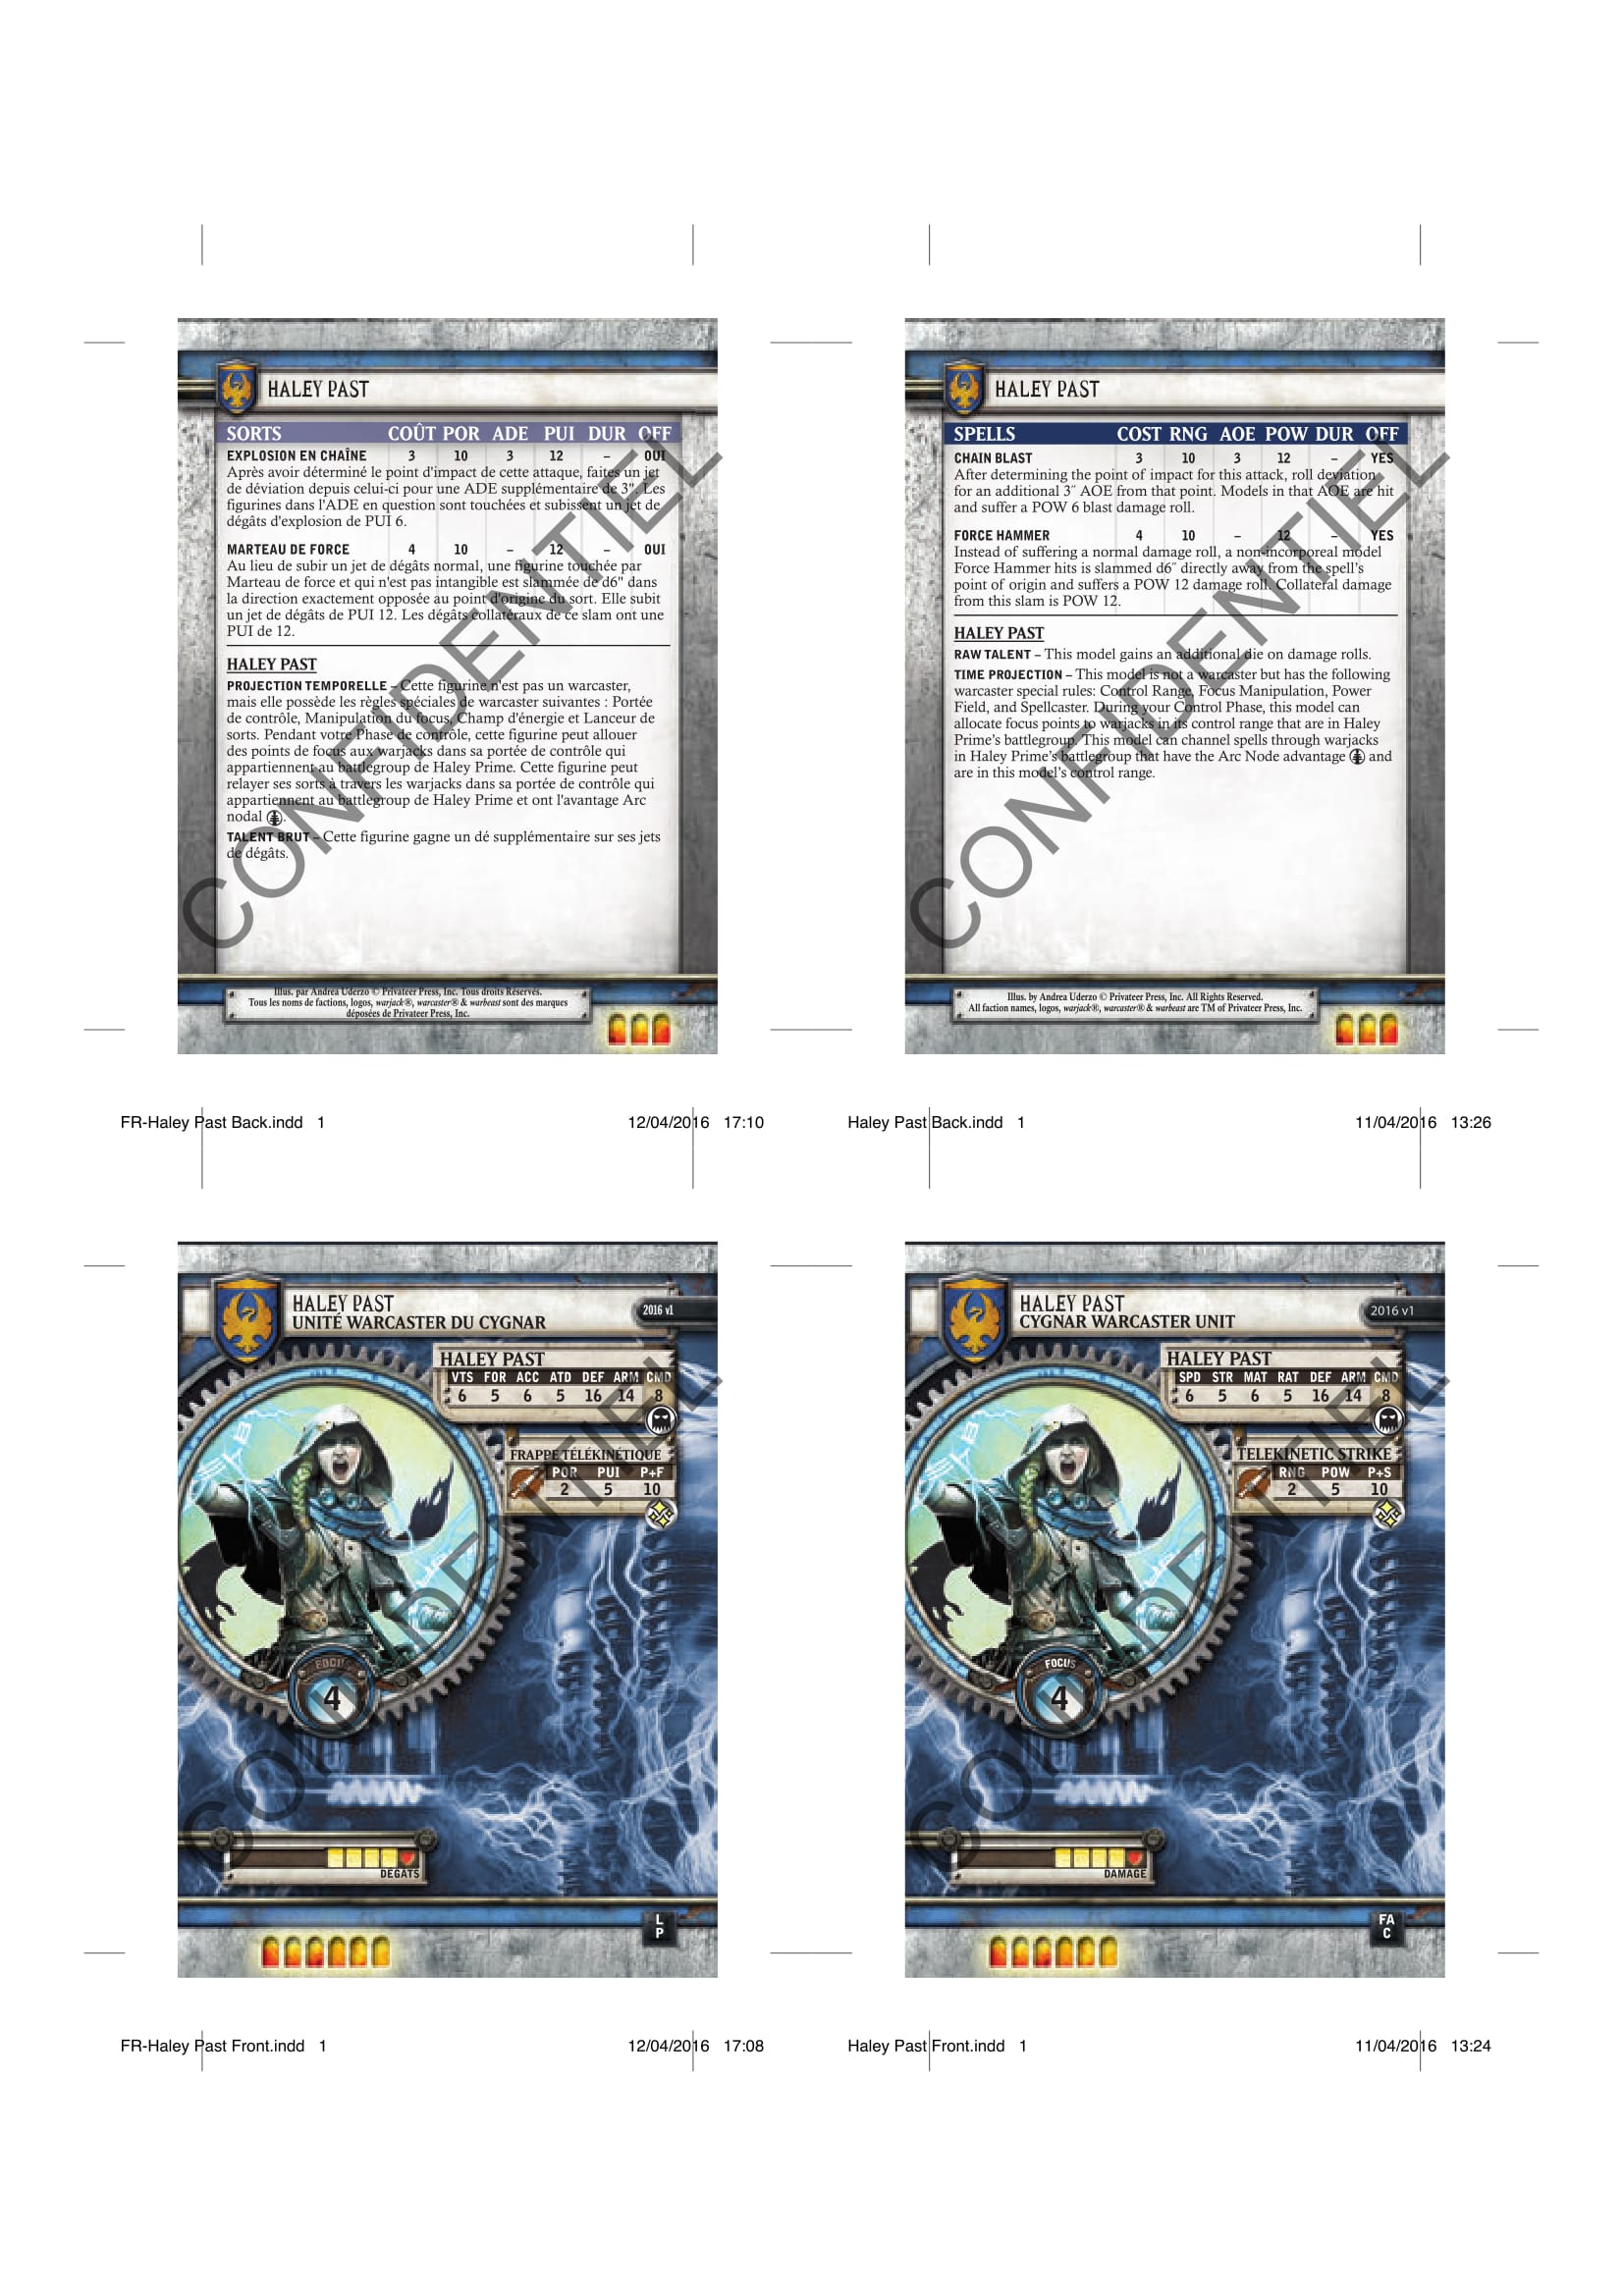 HALEY PAST
SORTS COÛT POR ADE PUI DUR OFF
EXPLOSION EN CHAÎNE 3 10 3 12 – OUI
Après avoir déterminé le point d'impact de cette attaque, faites un jet
de déviation depuis celui-ci pour une ADE supplémentaire de 3". Les
figurines dans l'ADE en question sont touchées et subissent un jet de
dégâts d'explosion de PUI 6.
MARTEAU DE FORCE 4 10 – 12 – OUI
Au lieu de subir un jet de dégâts normal, une figurine touchée par
Marteau de force et qui n'est pas intangible est slammée de d6" dans
la direction exactement opposée au point d'origine du sort. Elle subit
un jet de dégâts de PUI 12. Les dégâts collatéraux de ce slam ont une
PUI de 12.
HALEY PAST
PROJECTION TEMPORELLE – Cette figurine n'est pas un warcaster,
mais elle possède les règles spéciales de warcaster suivantes : Portée
de contrôle, Manipulation du focus, Champ d'énergie et Lanceur de
sorts. Pendant votre Phase de contrôle, cette figurine peut allouer
des points de focus aux warjacks dans sa portée de contrôle qui
appartiennent au battlegroup de Haley Prime. Cette figurine peut
relayer ses sorts à travers les warjacks dans sa portée de contrôle qui
appartiennent au battlegroup de Haley Prime et ont l'avantage Arc
nodal .
TALENT BRUT – Cette figurine gagne un dé supplémentaire sur ses jets
de dégâts.
Illus. par Andrea Uderzo © Privateer Press, Inc. Tous droits Réservés.
Tous les noms de factions, logos, warjack®, warcaster® & warbeast sont des marques
déposées de Privateer Press, Inc.
CONFIDENTIEL
FR-Haley Past Back.indd 1 12/04/2016 17:10
HALEY PAST
SPELLS COST RNG AOE POW DUR OFF
CHAIN BLAST 3 10 3 12 – YES
After determining the point of impact for this attack, roll deviation
for an additional 3˝ AOE from that point. Models in that AOE are hit
and suffer a POW 6 blast damage roll.
FORCE HAMMER 4 10 – 12 – YES
Instead of suffering a normal damage roll, a non-incorporeal model
Force Hammer hits is slammed d6˝ directly away from the spell's
point of origin and suffers a POW 12 damage roll. Collateral damage
from this slam is POW 12.
HALEY PAST
RAW TALENT – This model gains an additional die on damage rolls.
TIME PROJECTION – This model is not a warcaster but has the following
warcaster special rules: Control Range, Focus Manipulation, Power
Field, and Spellcaster. During your Control Phase, this model can
allocate focus points to warjacks in its control range that are in Haley
Prime's battlegroup. This model can channel spells through warjacks
in Haley Prime's battlegroup that have the Arc Node advantage and
are in this model's control range.
Illus. by Andrea Uderzo © Privateer Press, Inc. All Rights Reserved.
All faction names, logos, warjack®, warcaster® & warbeast are TM of Privateer Press, Inc.
CONFIDENTIEL
Haley Past Back.indd 1 11/04/2016 13:26
HALEY PAST
UNITÉ WARCASTER DU CYGNAR
2016 v1
HALEY PAST
VTS FOR ACC ATD DEF ARM CMD
6 5 6 5 16 14 8
FRAPPE TÉLÉKINÉTIQUE
POR PUI P+F
2 5 10
FOCUS
4
DEGATS
L
P
CONFIDENTIEL
FR-Haley Past Front.indd 1 12/04/2016 17:08
HALEY PAST
CYGNAR WARCASTER UNIT
2016 v1
HALEY PAST
SPD STR MAT RAT DEF ARM CMD
6 5 6 5 16 14 8
TELEKINETIC STRIKE
RNG POW P+S
2 5 10
FOCUS
4
DAMAGE
FA
C
CONFIDENTIEL
Haley Past Front.indd 1 11/04/2016 13:24